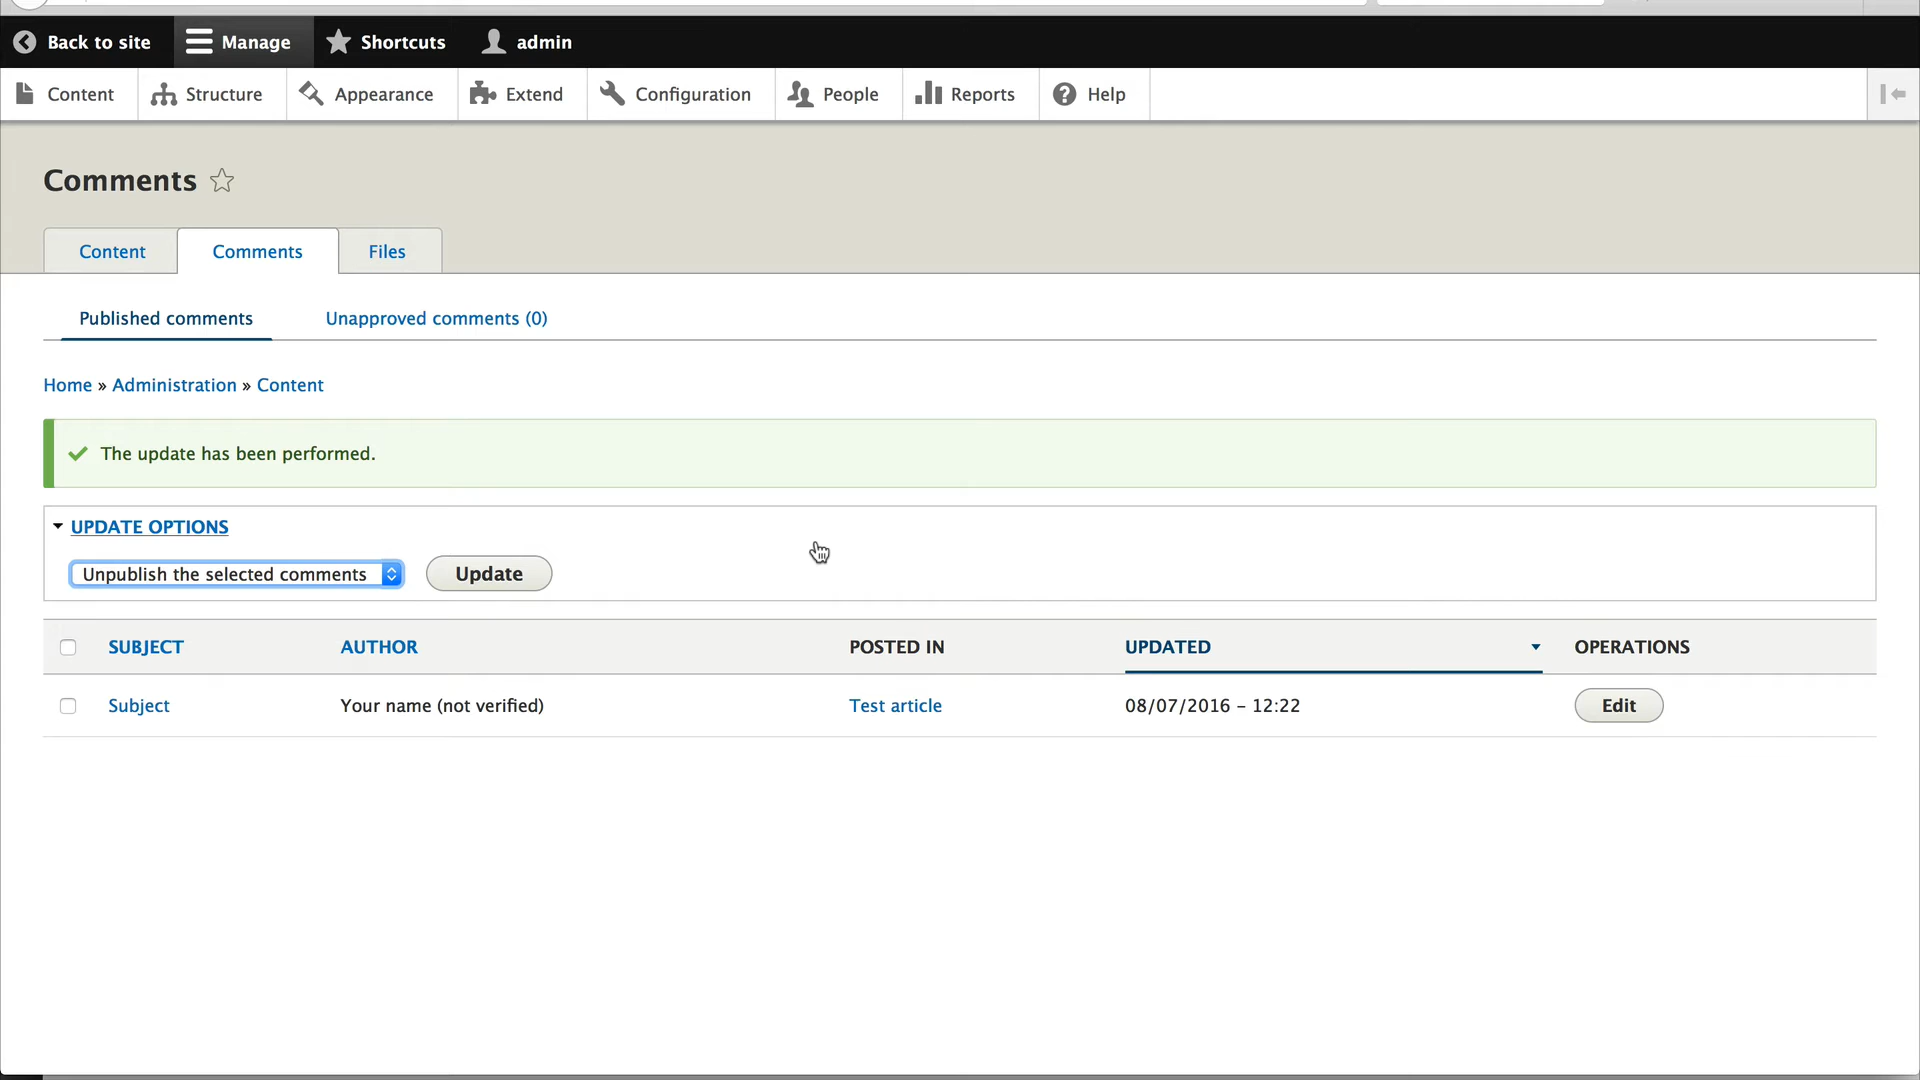 Back to site Manage Shortcuts admin
Content Structure Appearance Extend Configuration People Reports Help
Comments
Content Comments Files
Published comments Unapproved comments (0)
Home » Administration » Content
The update has been performed.
UPDATE OPTIONS
Unpublish the selected comments Update
SUBJECT AUTHOR POSTED IN UPDATED OPERATIONS
Subject Your name (not verified) Test article 08/07/2016 – 12:22 Edit